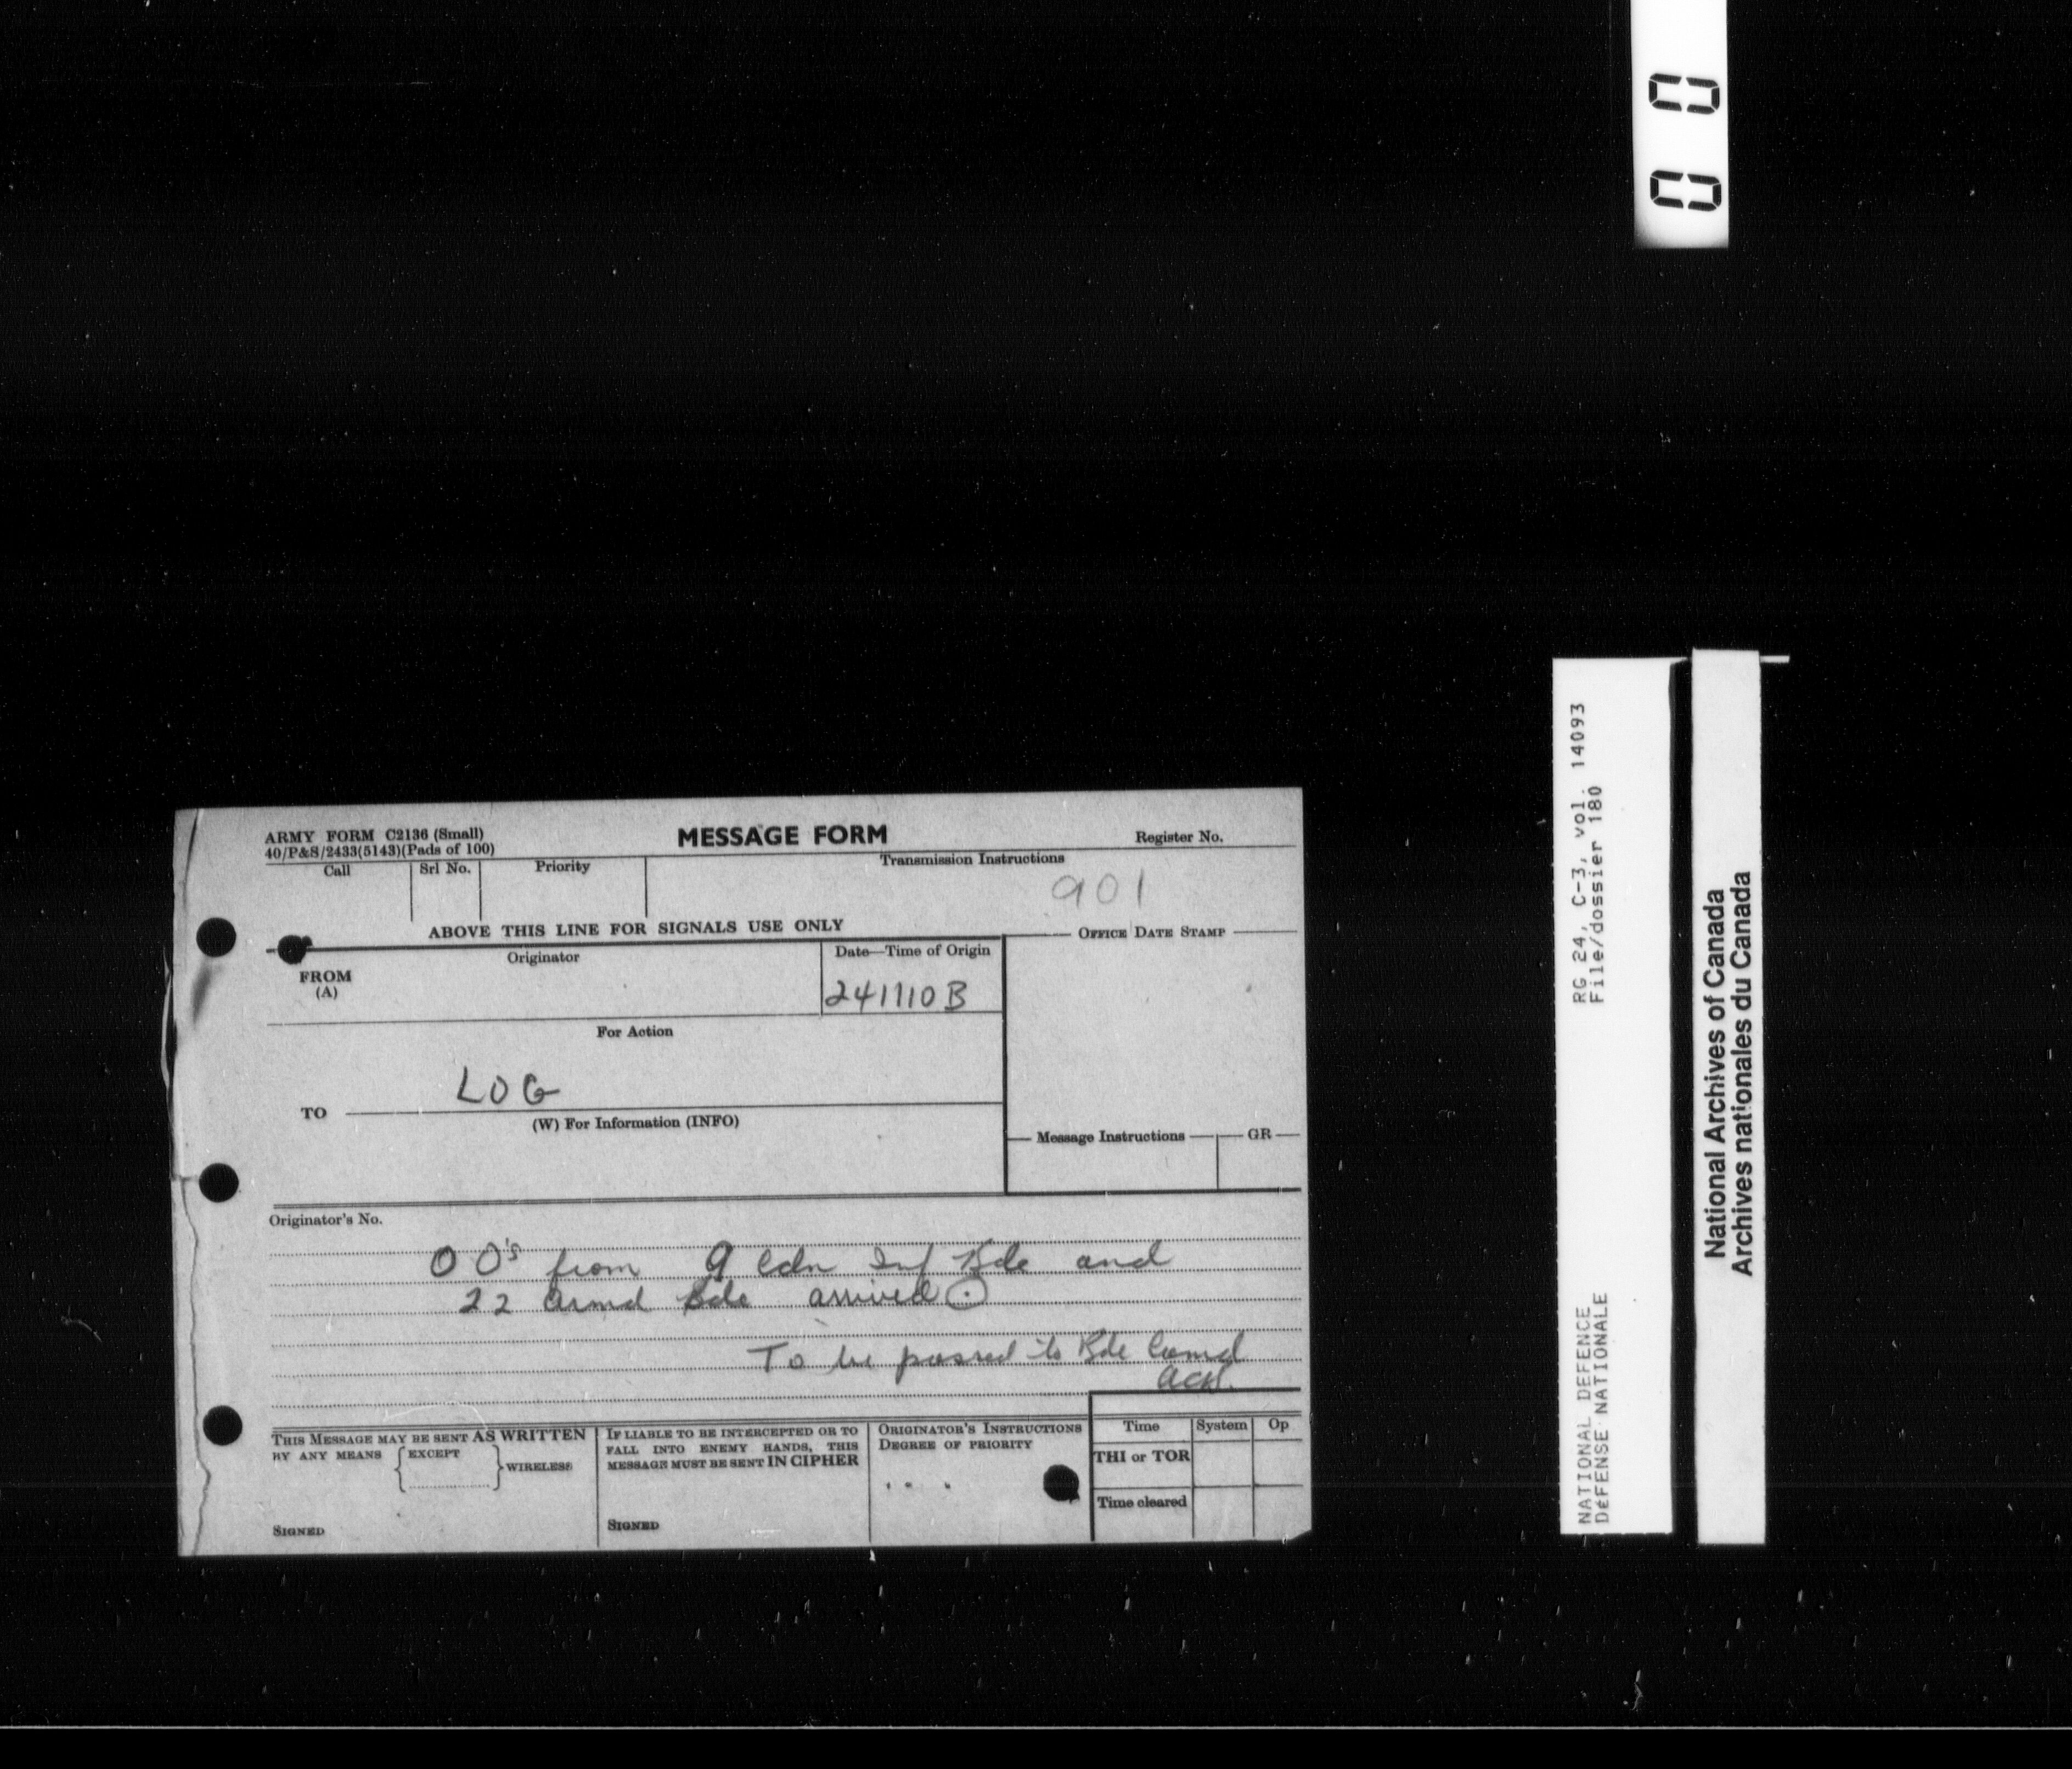 00
ARMY FORM C2136 (Small)
40/P&S/2433(5143)(Pads of 100)
MESSAGE FORM
Register No.
Call
Srl No.
Priority
Transmission Instructions
901
ABOVE THIS LINE FOR SIGNALS USE ONLY
OFFICE DATE STAMP
FROM
(A)
Originator
Date—Time of Origin
241110B
For Action
LOG
TO
(W) For Information (INFO)
Message Instructions
GR
Originator's No.
OO's from 9 Cdn Inf Bde and
22 Armd Bde arrived .
To be passed to Bde Comd
ACH.
THIS MESSAGE MAY BE SENT AS WRITTEN
BY ANY MEANS EXCEPT WIRELESS
SIGNED
IF LIABLE TO BE INTERCEPTED OR TO
FALL INTO ENEMY HANDS, THIS
MESSAGE MUST BE SENT IN CIPHER
SIGNED
ORIGINATOR'S INSTRUCTIONS
DEGREE OF PRIORITY
Time
System
Op
THI or TOR
Time cleared
RG 24, C-3, vol. 14093
File/dossier 180
NATIONAL DEFENCE
DéFENSE NATIONALE
National Archives of Canada
Archives nationales du Canada